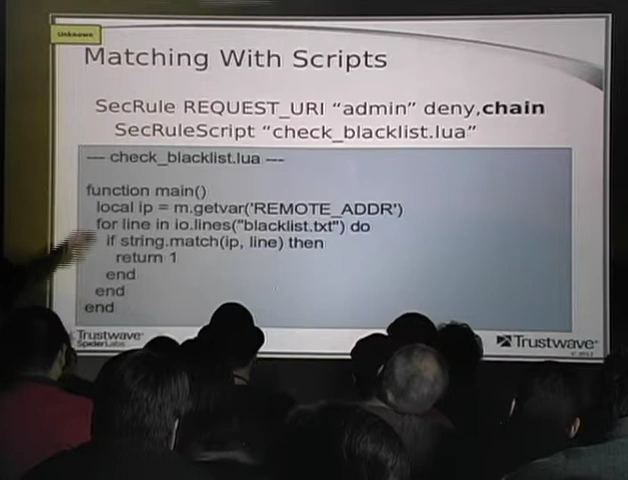 Unknown
Matching With Scripts
SecRule REQUEST_URI “admin” deny,chain
SecRuleScript “check_blacklist.lua”
--- check_blacklist.lua ---
function main()
local ip = m.getvar('REMOTE_ADDR')
for line in io.lines("blacklist.txt") do
if string.match(ip, line) then
return 1
end
end
end
Trustwave
SpiderLabs
Trustwave
© 2012